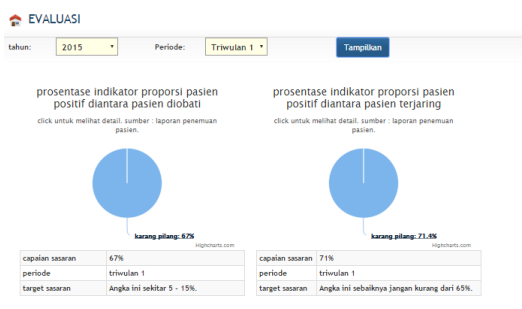 EVALUASI
tahun: 2015 Periode: Triwulan 1 Tampilkan
prosentase indikator proporsi pasien
positif diantara pasien diobati
click untuk melihat detail. sumber : laporan penemuan
pasien.
karang pilang: 67%
Highcharts.com
capaian sasaran 67%
periode triwulan 1
target sasaran Angka ini sekitar 5 - 15%.
prosentase indikator proporsi pasien
positif diantara pasien terjaring
click untuk melihat detail. sumber : laporan penemuan
pasien.
karang pilang: 71.4%
Highcharts.com
capaian sasaran 71%
periode triwulan 1
target sasaran Angka ini sebaiknya jangan kurang dari 65%.